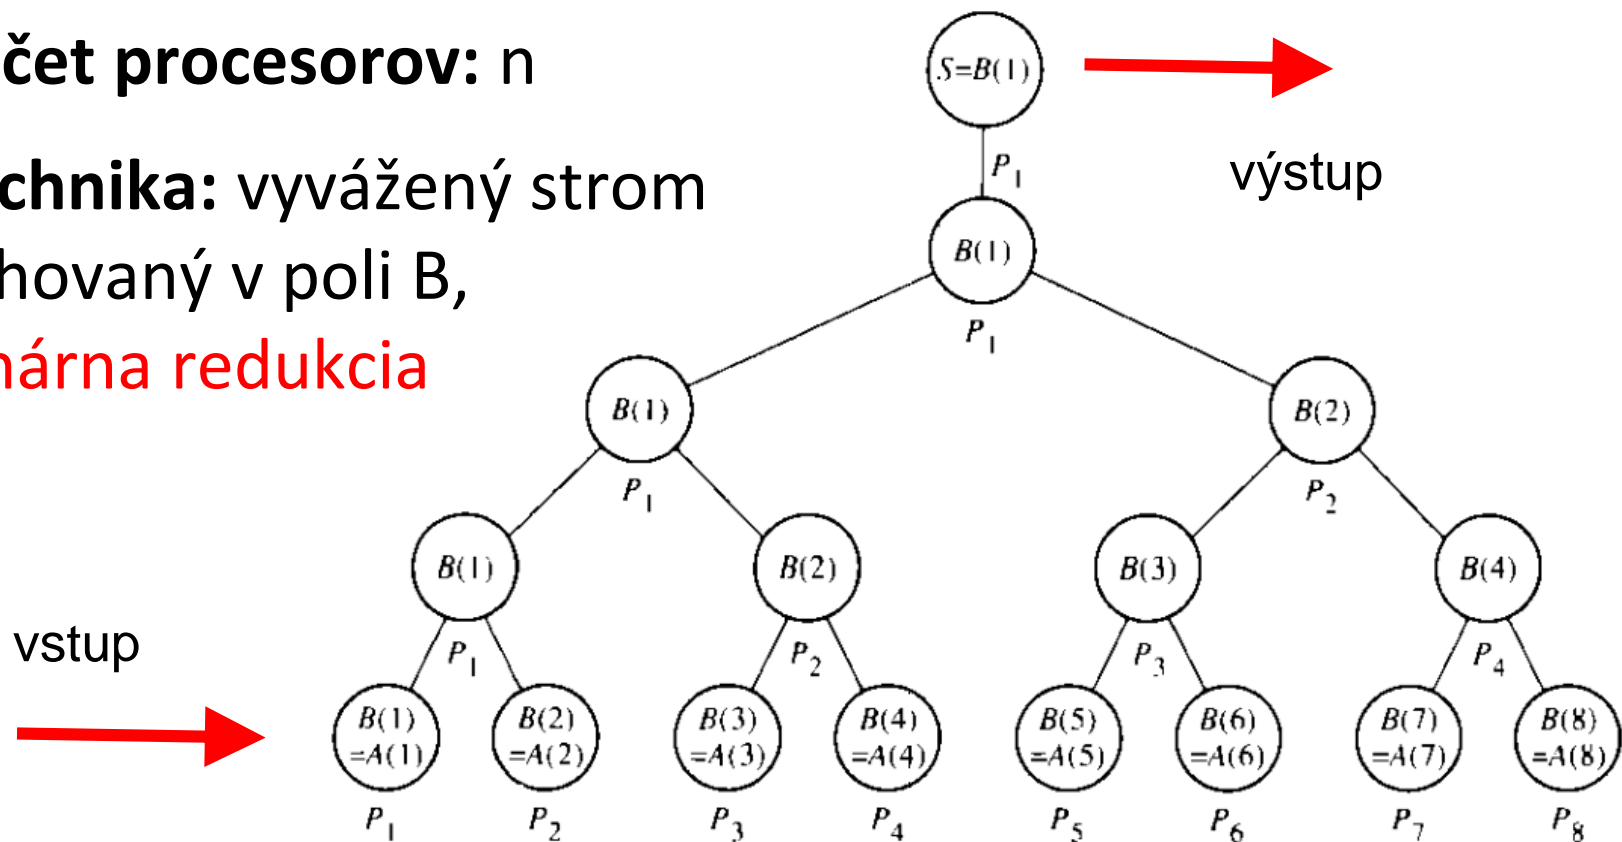 čet procesorov: n
chnika: vyvážený strom
hovaný v poli B,
nárna redukcia
výstup
vstup
S=B(1)
P1
B(1)
P1
B(1) B(2)
P1 P2
B(1) B(2) B(3) B(4)
P1 P2 P3 P4
B(1) B(2) B(3) B(4) B(5) B(6) B(7) B(8)
=A(1) =A(2) =A(3) =A(4) =A(5) =A(6) =A(7) =A(8)
P1 P2 P3 P4 P5 P6 P7 P8